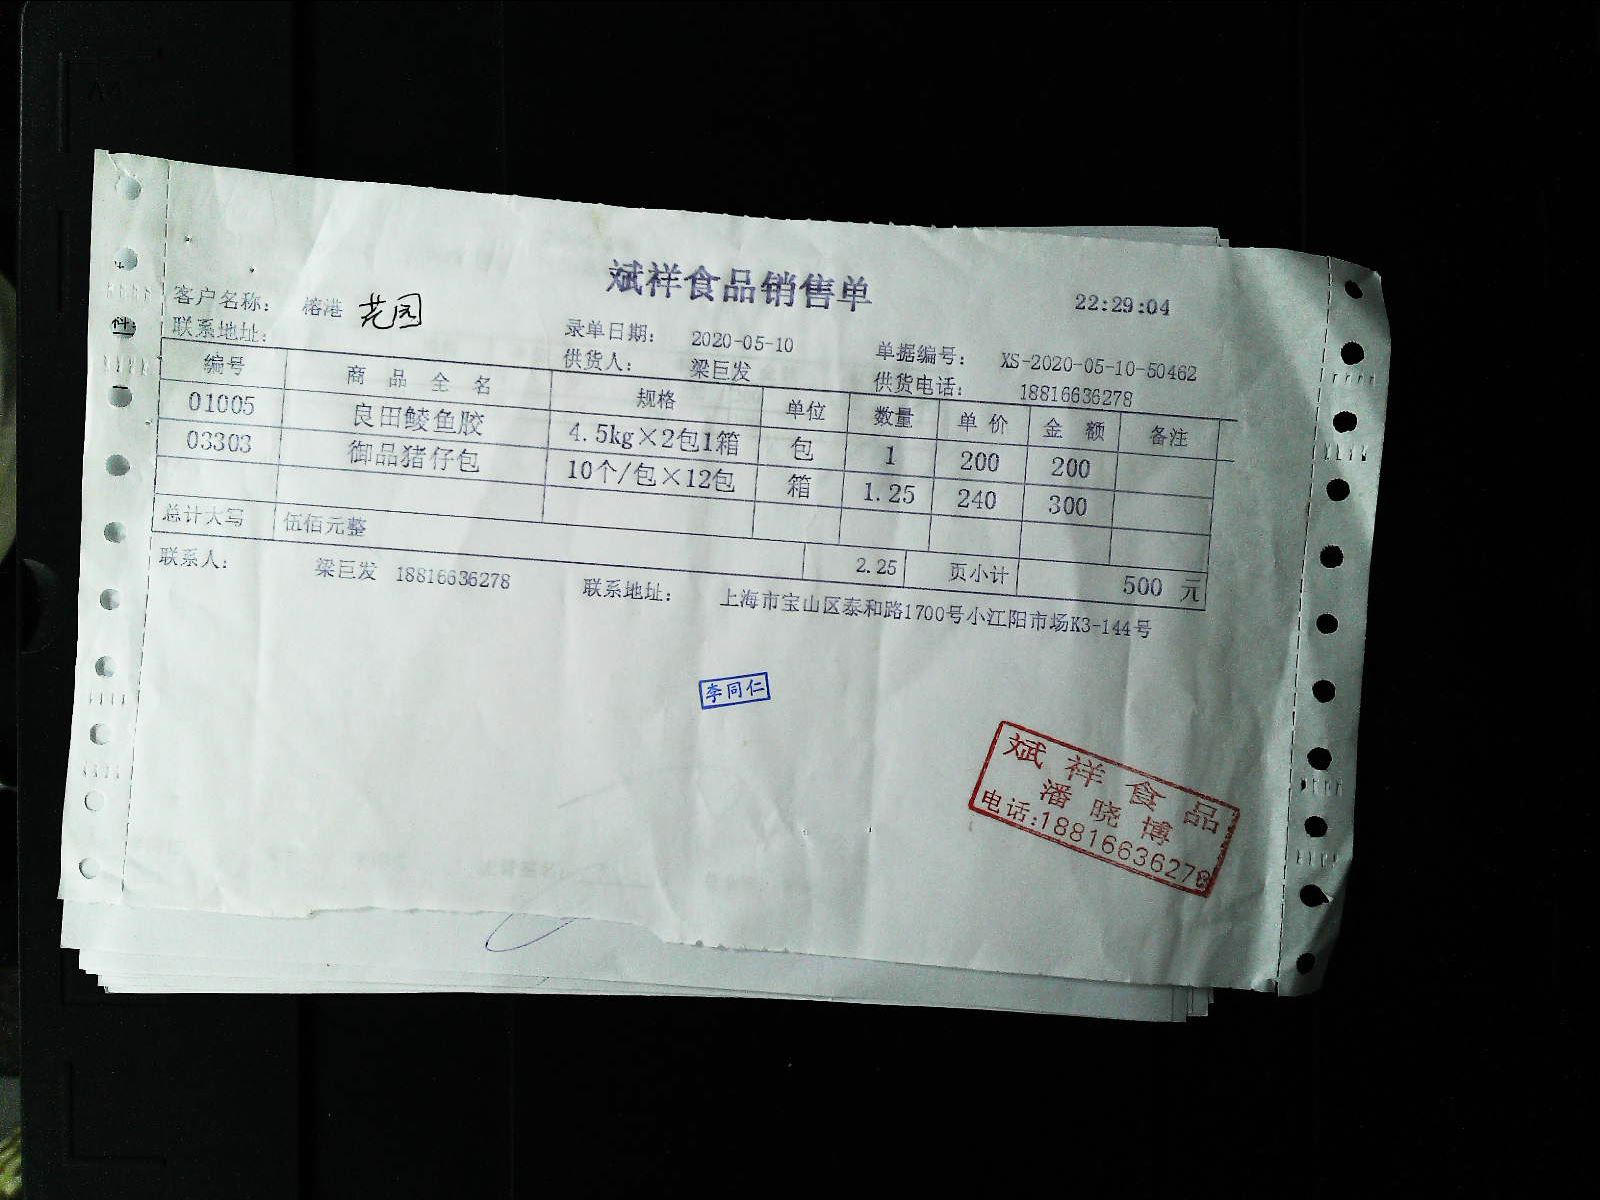 斌祥食品销售单
22:29:04
客户名称： 榕港 花园
录单日期： 2020-05-10 单据编号： XS-2020-05-10-50462
联系地址： 供货人： 梁巨发 供货电话： 18816636278
编号 商品全名 规格 单位 数量 单价 金额 备注
01005 良田鲮鱼胶 4.5kg×2包1箱 包 1 200 200
03303 御品猪仔包 10个/包×12包 箱 1.25 240 300
总计大写 伍佰元整 2.25 页小计 500 元
联系人： 梁巨发 18816636278 联系地址： 上海市宝山区泰和路1700号小江阳市场K3-144号
李同仁
斌祥食品
潘晓博
电话:18816636278